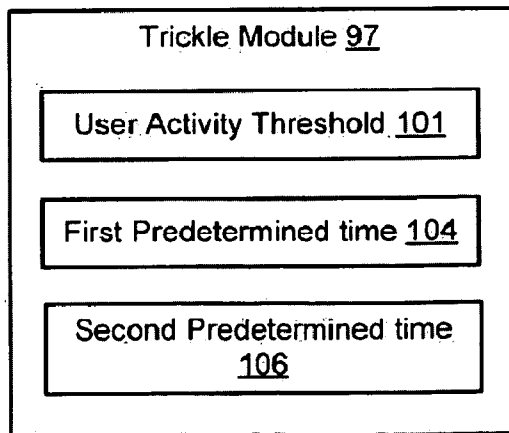 Trickle Module 97
User Activity Threshold 101
First Predetermined time 104
Second Predetermined time
106